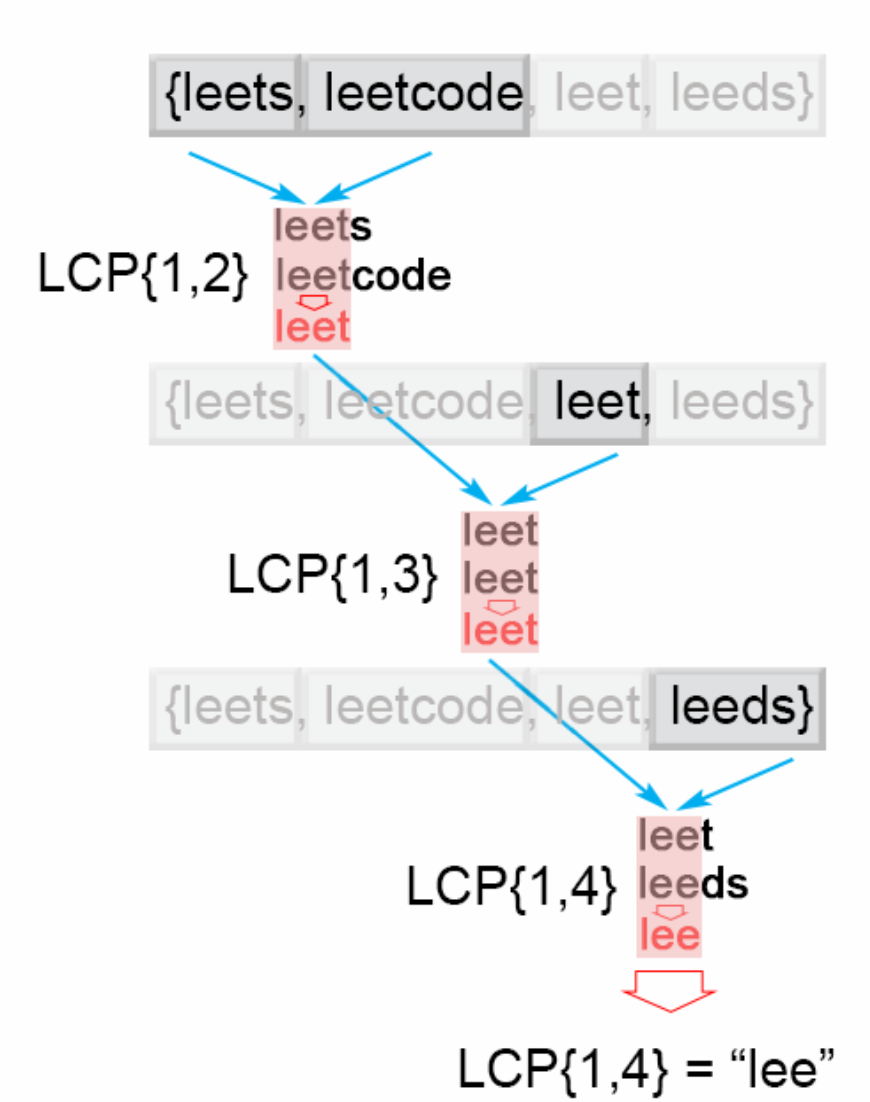 {leets, leetcode, leet, leeds}
leets
LCP{1,2} leetcode
leet
{leets, leetcode, leet, leeds}
leet
LCP{1,3} leet
leet
{leets, leetcode, leet, leeds}
leet
LCP{1,4} leeds
lee
LCP{1,4} = “lee”